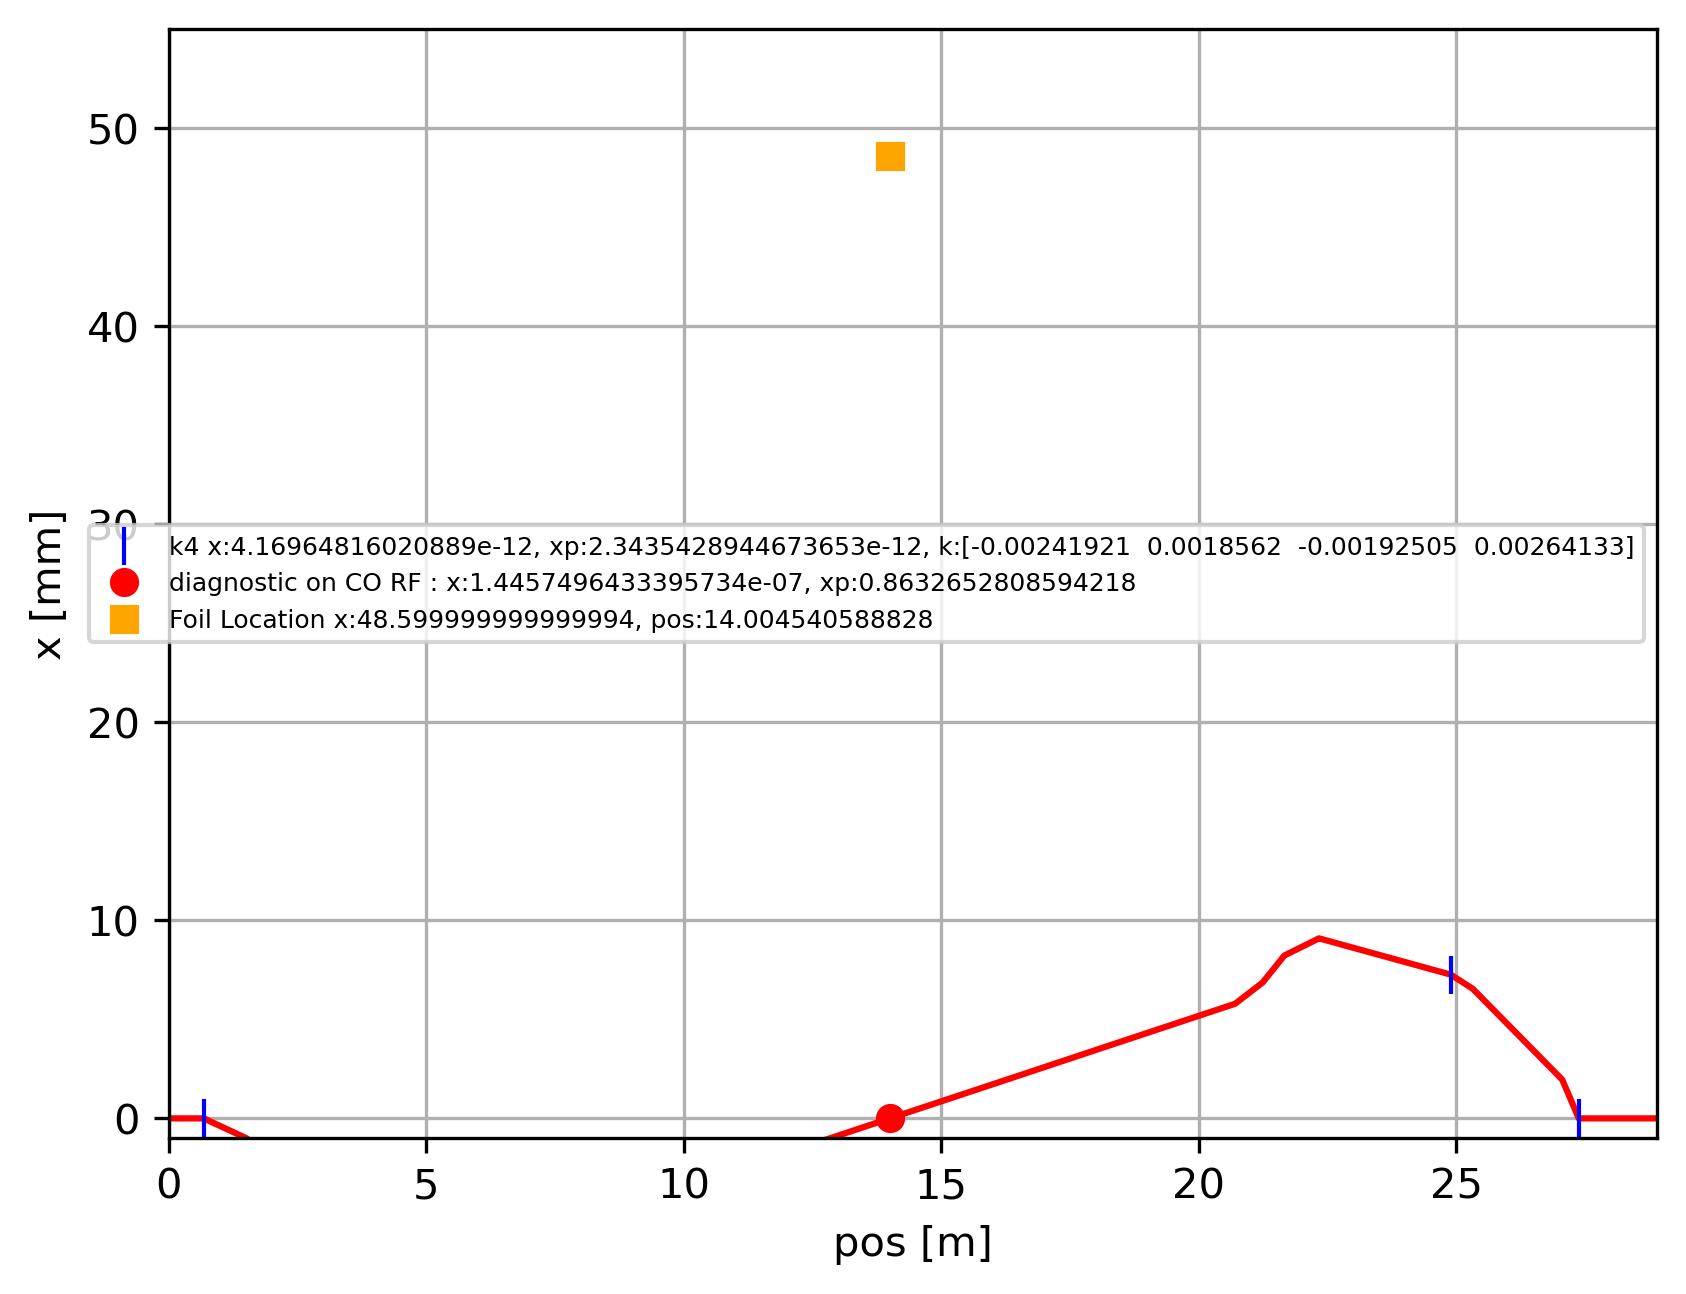 50
40
30
k4 x:4.16964816020889e-12, xp:2.3435428944673653e-12, k:[-0.00241921 0.0018562 -0.00192505 0.00264133]
diagnostic on CO RF : x:1.4457496433395734e-07, xp:0.8632652808594218
Foil Location x:48.599999999999994, pos:14.004540588828
x [mm]
20
10
0
0 5 10 15 20 25
pos [m]